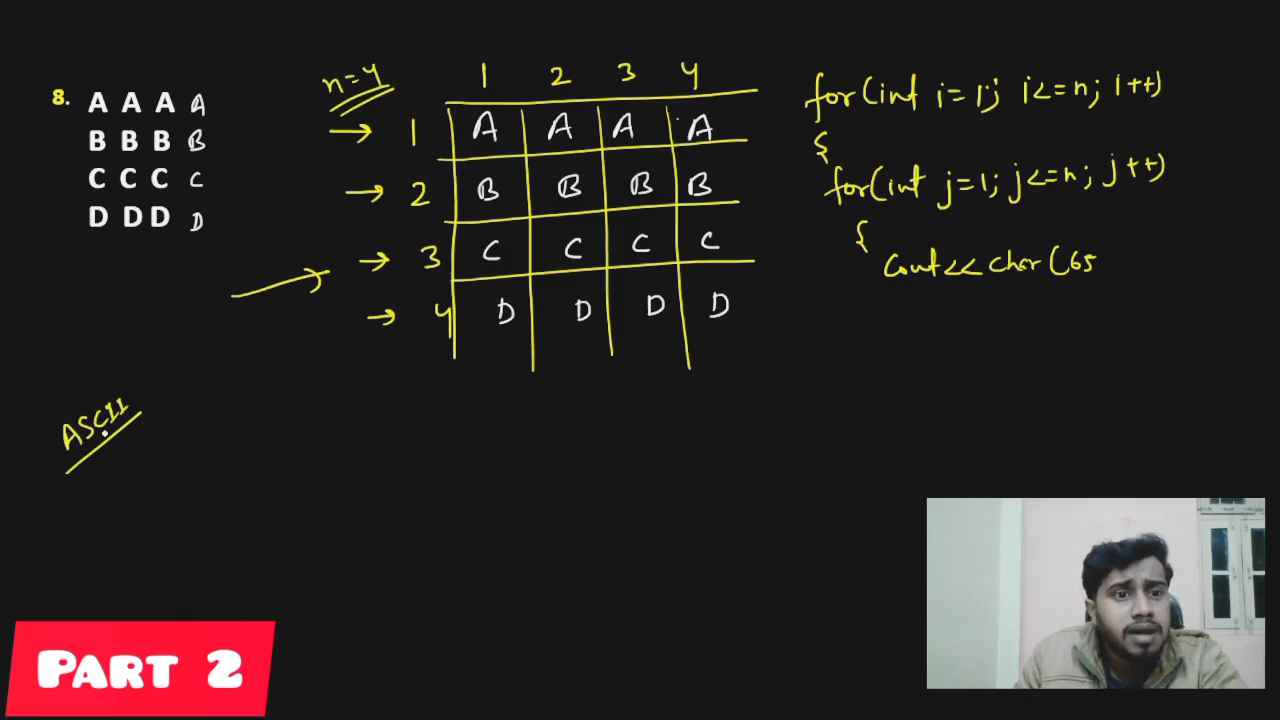 8.
A A A A
B B B B
C C C C
D D D D
n=4
1 2 3 4
1 A A A A
2 B B B B
3 C C C C
4 D D D D
for(int i=1; i<=n; i++)
{
for(int j=1; j<=n; j++)
{
cout<<char(65
ASCII
PART 2